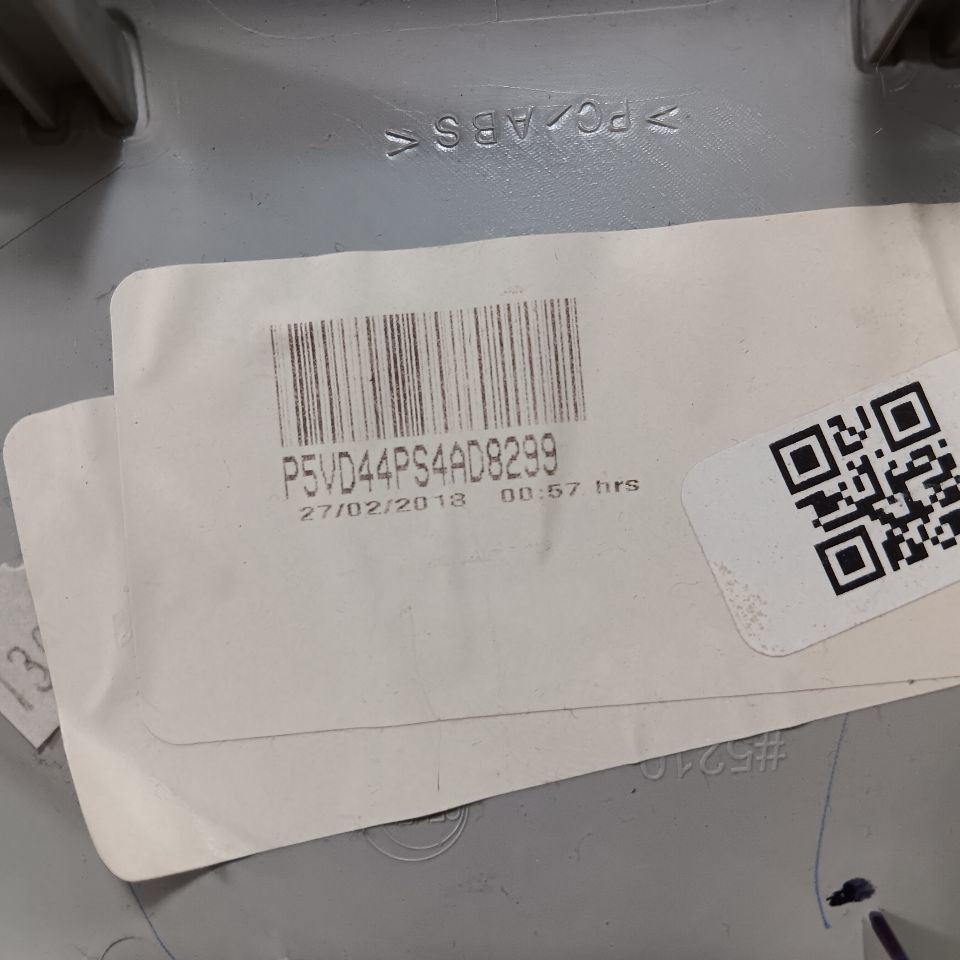 >PC/ABS<
P5VD44PS4AD8299
27/02/2018 00:57 hrs
#5210